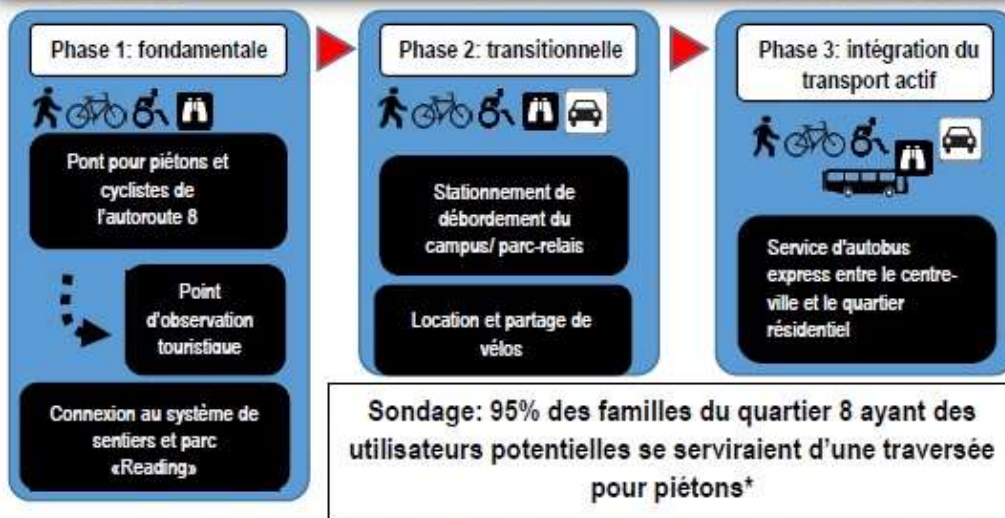 Phase 1: fondamentale
Pont pour piétons et
cyclistes de
l'autoroute 8
Point
d'observation
touristique
Connexion au système de
sentiers et parc
«Reading»
Phase 2: transitionnelle
Stationnement de
débordement du
campus/ parc-relais
Location et partage de
vélos
Phase 3: intégration du
transport actif
Service d'autobus
express entre le centre-
ville et le quartier
résidentiel
Sondage: 95% des familles du quartier 8 ayant des
utilisateurs potentielles se serviraient d'une traversée
pour piétons*